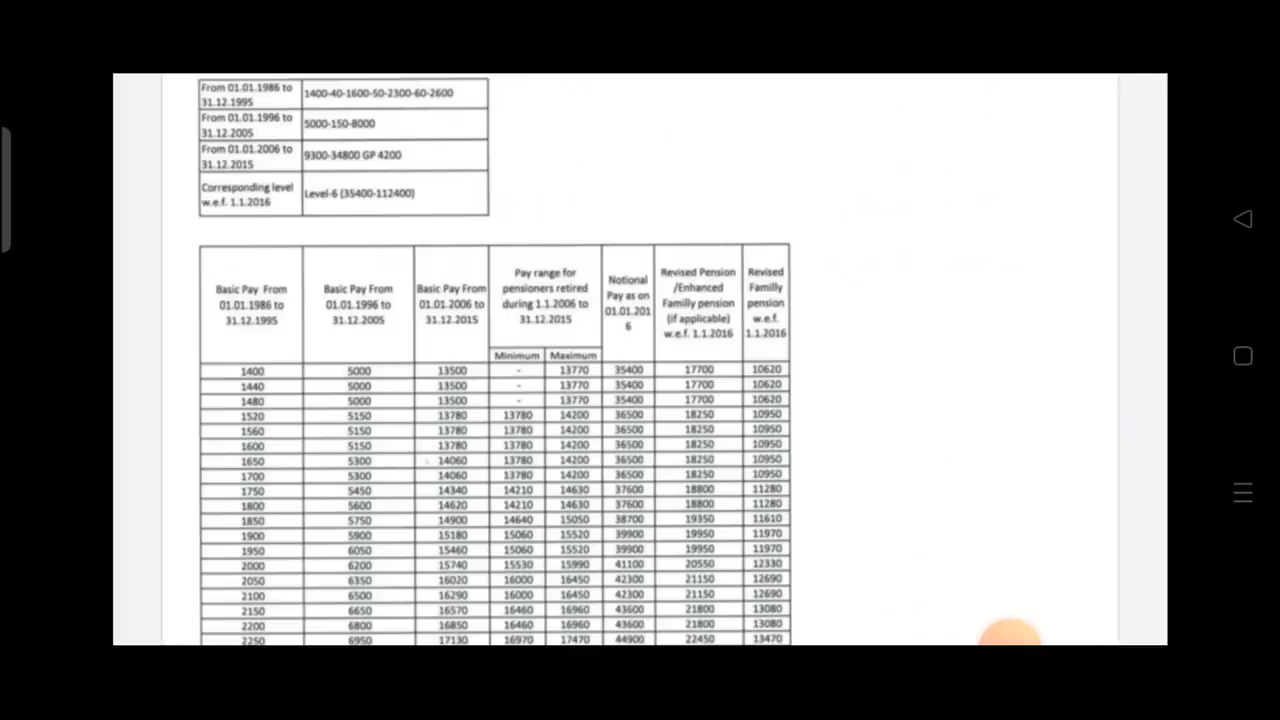 From 01.01.1986 to 31.12.1995 1400-40-1600-50-2300-60-2600
From 01.01.1996 to 31.12.2005 5000-150-8000
From 01.01.2006 to 31.12.2015 9300-34800 GP 4200
Corresponding level w.e.f. 1.1.2016 Level-6 (35400-112400)
Basic Pay From 01.01.1986 to 31.12.1995 Basic Pay From 01.01.1996 to 31.12.2005 Basic Pay From 01.01.2006 to 31.12.2015 Pay range for pensioners retired during 1.1.2006 to 31.12.2015 Notional Pay as on 01.01.2016 Revised Pension /Enhanced Familly pension (if applicable) w.e.f. 1.1.2016 Revised Familly pension w.e.f. 1.1.2016
Minimum Maximum
1400 5000 13500 - 13770 35400 17700 10620
1440 5000 13500 - 13770 35400 17700 10620
1480 5000 13500 - 13770 35400 17700 10620
1520 5150 13780 13780 14200 36500 18250 10950
1560 5150 13780 13780 14200 36500 18250 10950
1600 5150 13780 13780 14200 36500 18250 10950
1650 5300 14060 13780 14200 36500 18250 10950
1700 5300 14060 13780 14200 36500 18250 10950
1750 5450 14340 14210 14630 37600 18800 11280
1800 5600 14620 14210 14630 37600 18800 11280
1850 5750 14900 14640 15050 38700 19350 11610
1900 5900 15180 15060 15520 39900 19950 11970
1950 6050 15460 15060 15520 39900 19950 11970
2000 6200 15740 15530 15990 41100 20550 12330
2050 6350 16020 16000 16450 42300 21150 12690
2100 6500 16290 16000 16450 42300 21150 12690
2150 6650 16570 16460 16960 43600 21800 13080
2200 6800 16850 16460 16960 43600 21800 13080
2250 6950 17130 16970 17470 44900 22450 13470